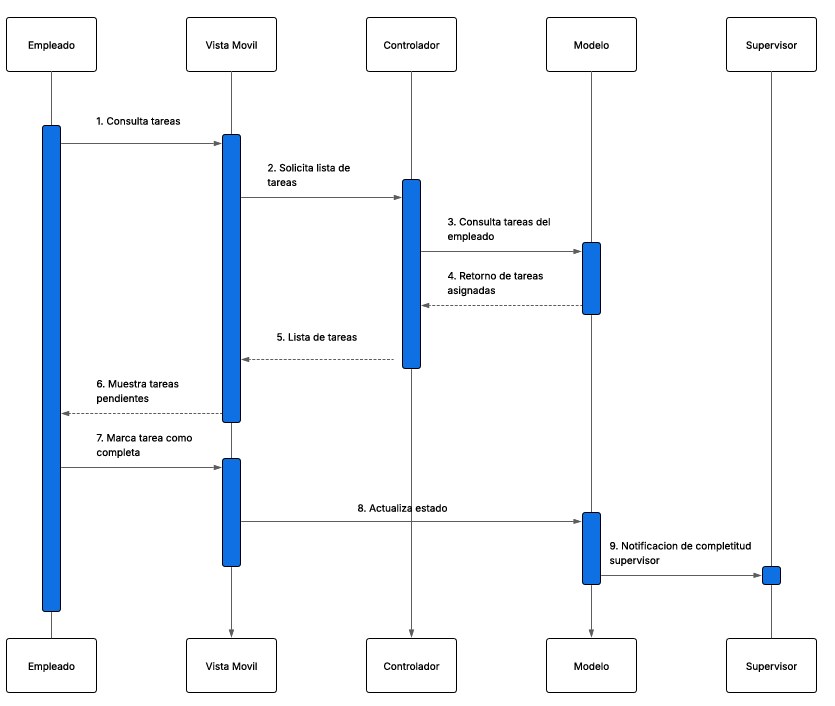 Empleado
Vista Movil
Controlador
Modelo
Supervisor
1. Consulta tareas
2. Solicita lista de
tareas
3. Consulta tareas del
empleado
4. Retorno de tareas
asignadas
5. Lista de tareas
6. Muestra tareas
pendientes
7. Marca tarea como
completa
8. Actualiza estado
9. Notificacion de completitud
supervisor
Empleado
Vista Movil
Controlador
Modelo
Supervisor